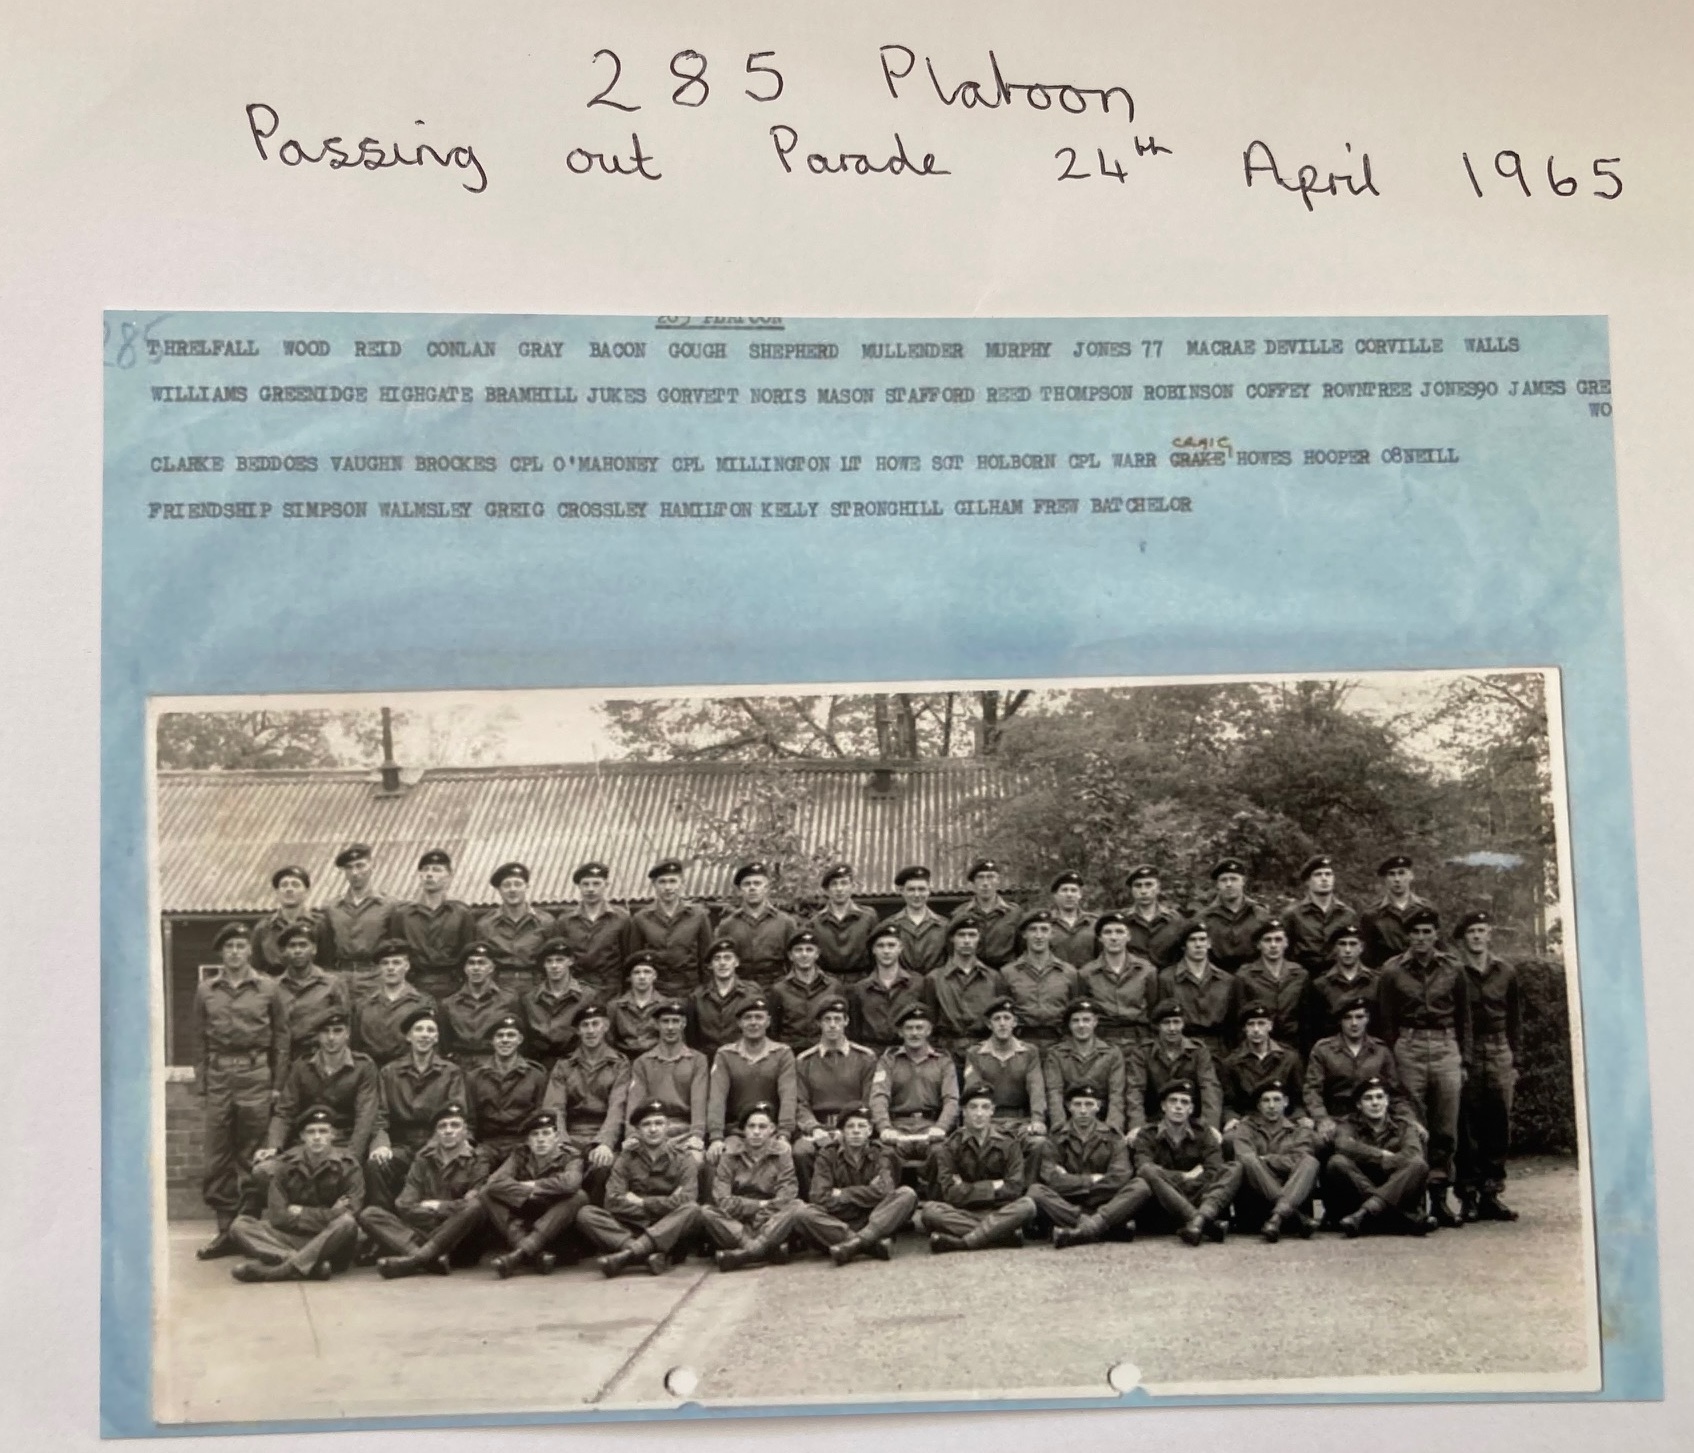 285 Platoon
Passing out Parade 24th April 1965
285 PLATOON
285
THRELFALL WOOD REID CONLAN GRAY BACON GOUGH SHEPHERD MULLENDER MURPHY JONES 77 MACRAE DEVILLE CORVILLE WALLS
WILLIAMS GREENIDGE HIGHGATE BRAMHILL JUKES GORVETT NORIS MASON STAFFORD REED THOMPSON ROBINSON COFFEY ROWNTREE JONES90 JAMES GRE
WO
CRAIG
CLARKE BEDDOES VAUGHN BROCKES CPL O'MAHONEY CPL MILLINGTON LT HOWE SGT HOLBORN CPL WARR CRAKE HOWES HOOPER O8NEILL
FRIENDSHIP SIMPSON WALMSLEY GREIG CROSSLEY HAMILTON KELLY STRONGHILL GILHAM FREW BATCHELOR